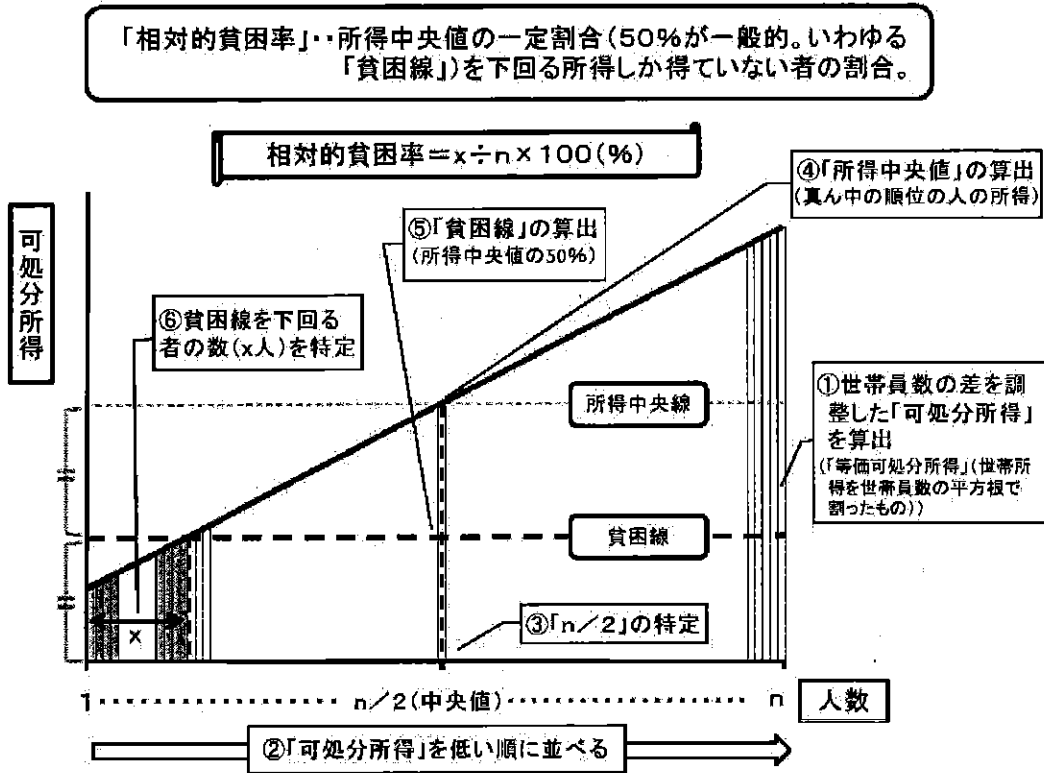 「相対的貧困率」‥所得中央値の一定割合(50%が一般的。いわゆる
「貧困線」)を下回る所得しか得ていない者の割合。
相対的貧困率=x÷n×100(%)
④「所得中央値」の算出
(真ん中の順位の人の所得)
⑤「貧困線」の算出
(所得中央値の50%)
可処分所得
⑥貧困線を下回る
者の数(x人)を特定
所得中央線
①世帯員数の差を調
整した「可処分所得」
を算出
(「等価可処分所得」(世帯所
得を世帯員数の平方根で
割ったもの))
貧困線
x
③「n/2」の特定
1 n/2(中央値) n 人数
②「可処分所得」を低い順に並べる